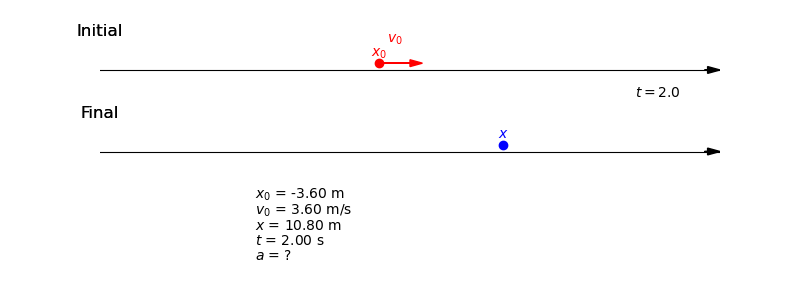 Initial
v0
x0
t = 2.0
Final
x
x0 = -3.60 m
v0 = 3.60 m/s
x = 10.80 m
t = 2.00 s
a = ?